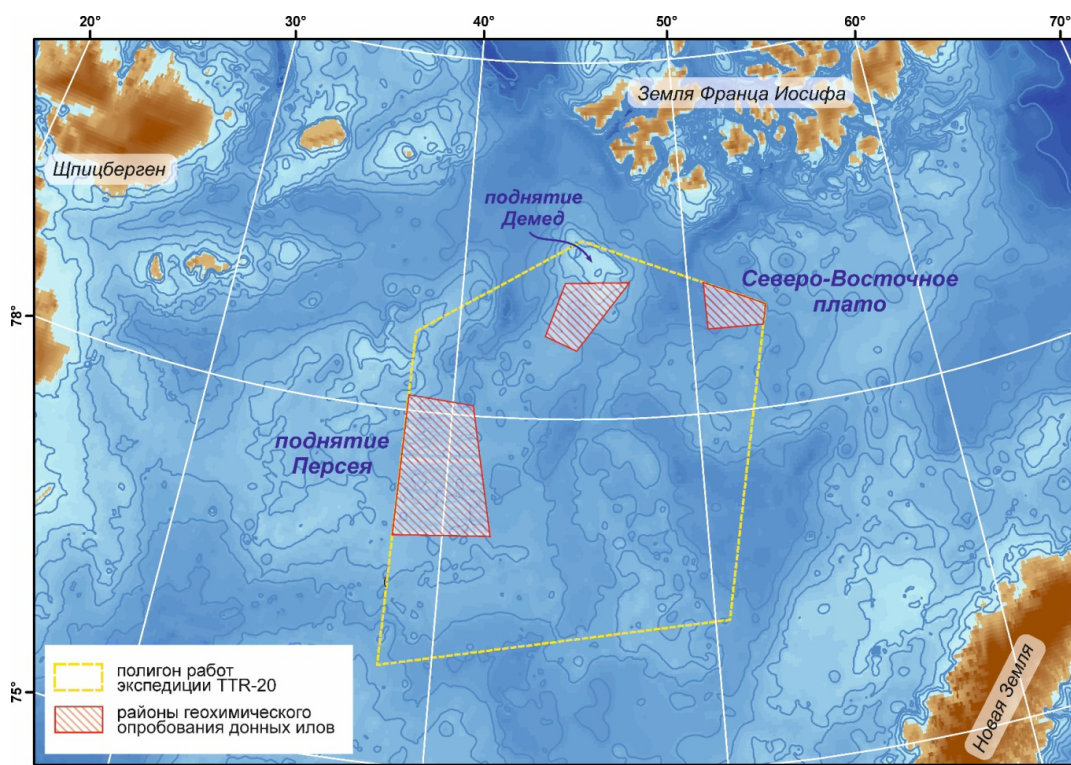 20° 30° 40° 50° 60° 70°
Земля Франца Иосифа
Щпицберген
поднятие
Демед
Северо-Восточное
плато
78°
поднятие
Персея
75°
полигон работ
экспедиции TTR-20
районы геохимического
опробования донных илов
Новая Земля